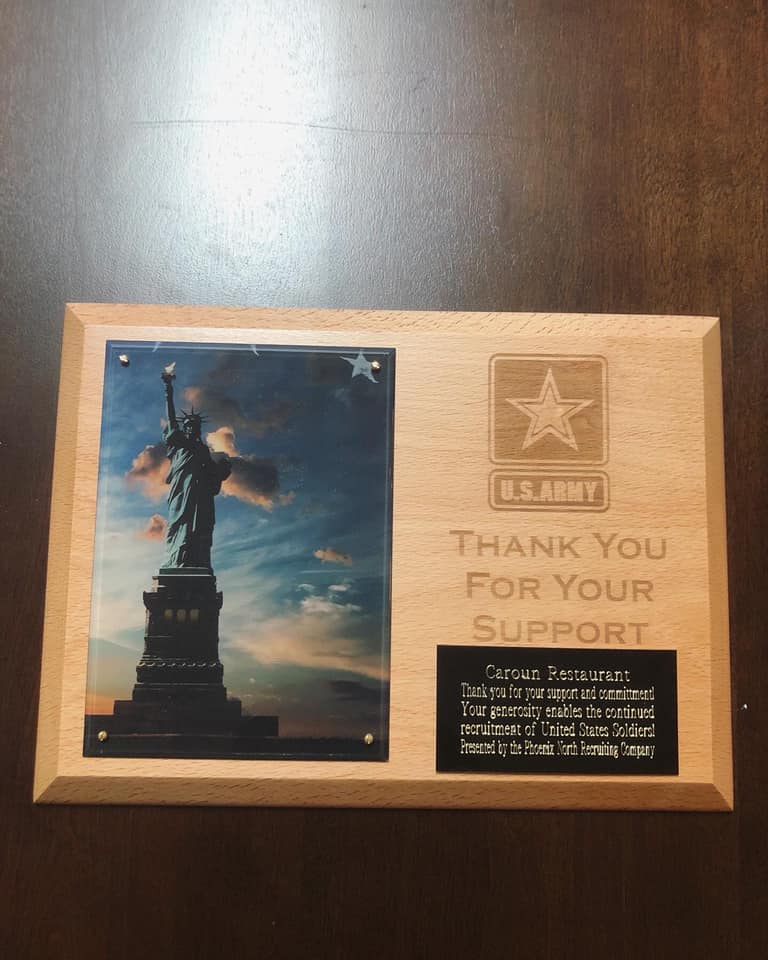 U.S.ARMY
THANK YOU
FOR YOUR
SUPPORT
Caroun Restaurant
Thank you for your support and committment!
Your generosity enables the continued
recruitment of United States Soldiers!
Presented by the Phoenix North Recruiting Company